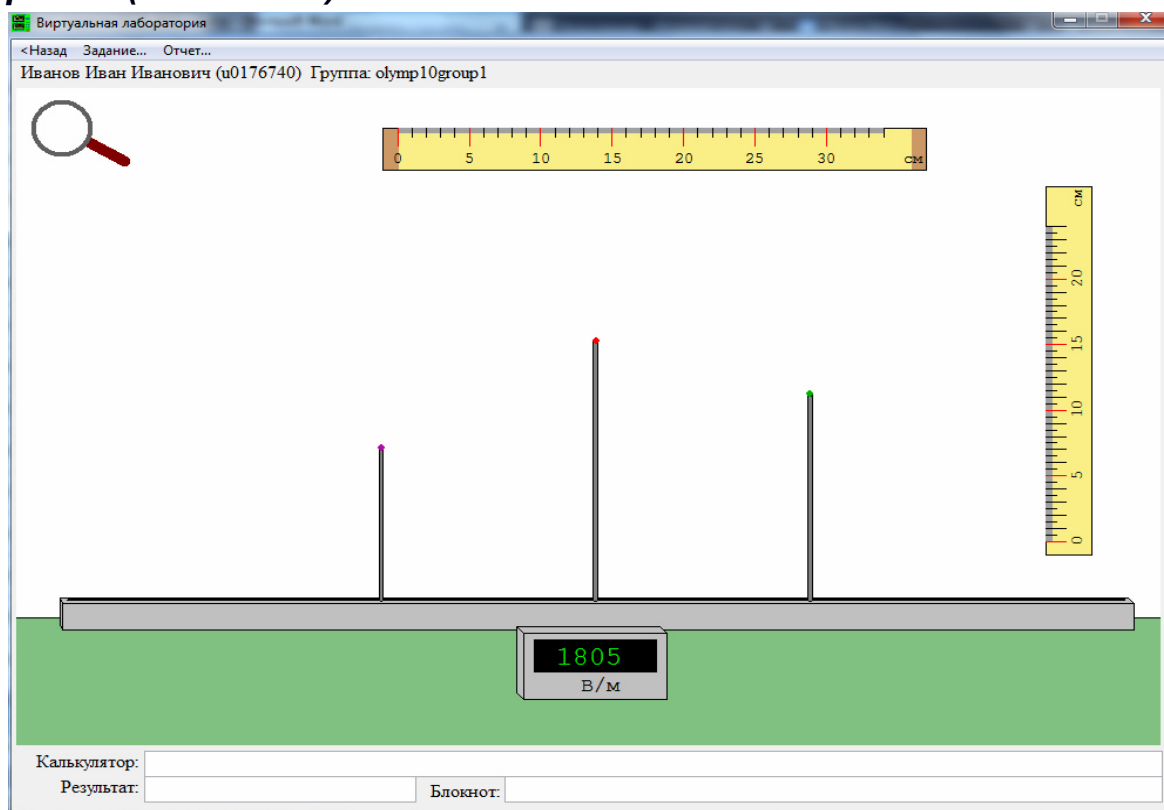 Виртуальная лаборатория
<Назад Задание... Отчет...
Иванов Иван Иванович (u0176740) Группа: olymp10group1
0 5 10 15 20 25 30 см
см
20
15
10
5
0
1805
В/м
Калькулятор:
Результат:
Блокнот: